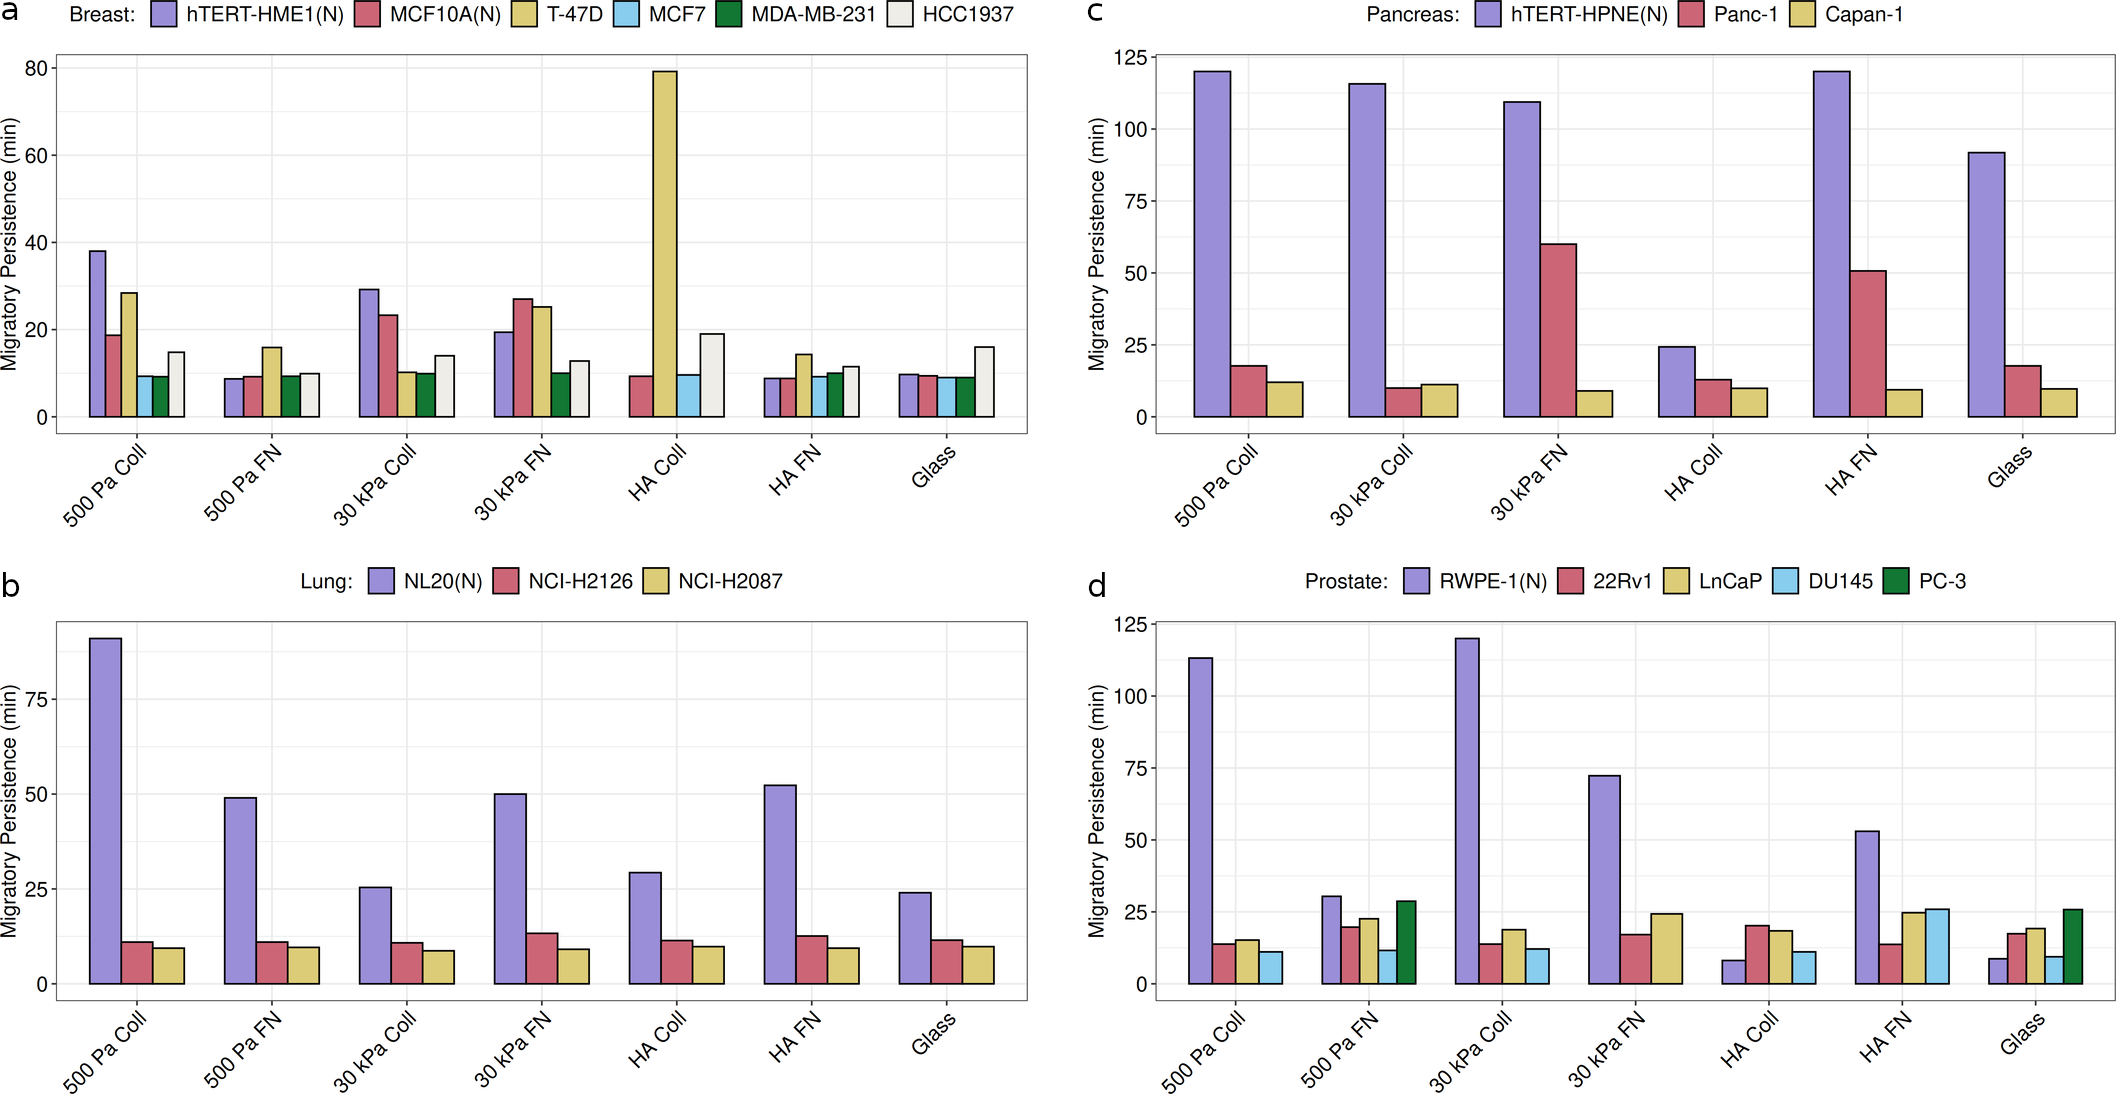 a
Breast: hTERT-HME1(N) MCF10A(N) T-47D MCF7 MDA-MB-231 HCC1937
Migratory Persistence (min)
80
60
40
20
0
500 Pa Coll
500 Pa FN
30 kPa Coll
30 kPa FN
HA Coll
HA FN
Glass
c
Pancreas: hTERT-HPNE(N) Panc-1 Capan-1
Migratory Persistence (min)
125
100
75
50
25
0
500 Pa Coll
30 kPa Coll
30 kPa FN
HA Coll
HA FN
Glass
b
Lung: NL20(N) NCI-H2126 NCI-H2087
Migratory Persistence (min)
75
50
25
0
500 Pa Coll
500 Pa FN
30 kPa Coll
30 kPa FN
HA Coll
HA FN
Glass
d
Prostate: RWPE-1(N) 22Rv1 LnCaP DU145 PC-3
Migratory Persistence (min)
125
100
75
50
25
0
500 Pa Coll
500 Pa FN
30 kPa Coll
30 kPa FN
HA Coll
HA FN
Glass